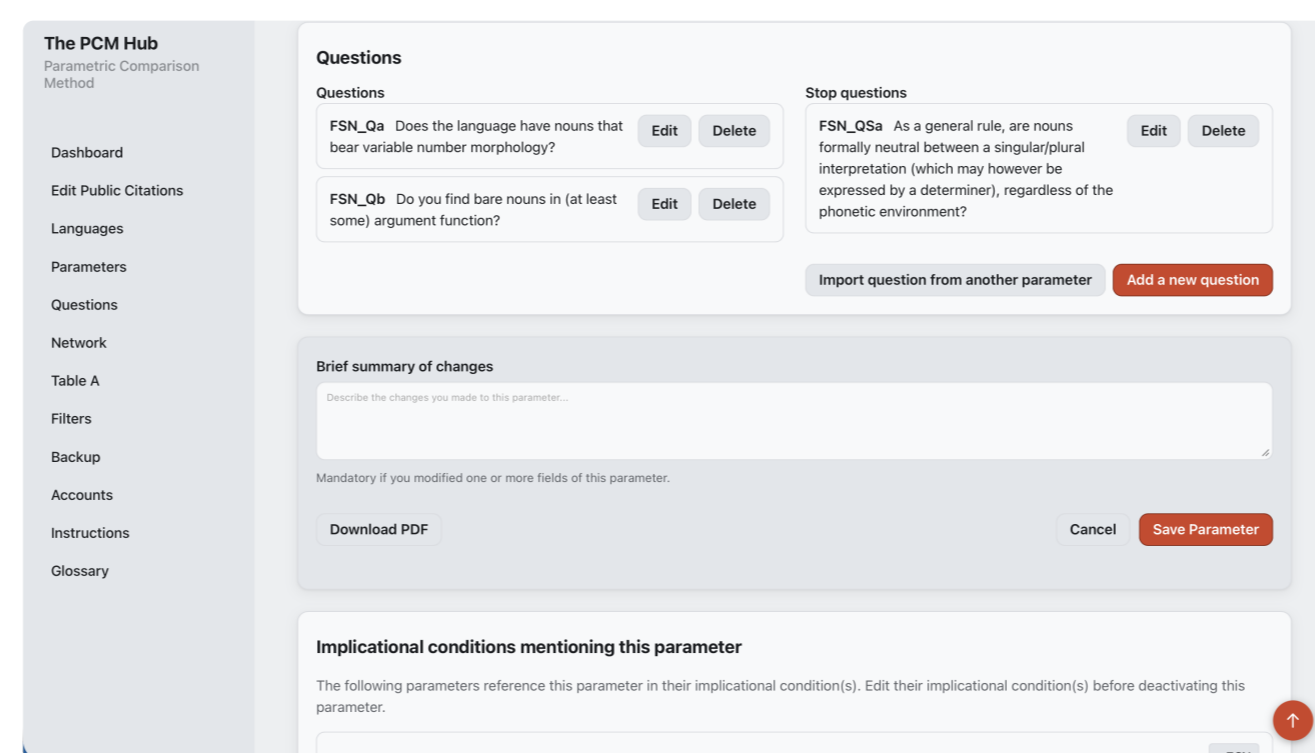 The PCM Hub
Parametric Comparison
Method
Dashboard
Edit Public Citations
Languages
Parameters
Questions
Network
Table A
Filters
Backup
Accounts
Instructions
Glossary
Questions
Questions
FSN_Qa Does the language have nouns that
bear variable number morphology?
Edit
Delete
FSN_Qb Do you find bare nouns in (at least
some) argument function?
Edit
Delete
Stop questions
FSN_QSa As a general rule, are nouns
formally neutral between a singular/plural
interpretation (which may however be
expressed by a determiner), regardless of the
phonetic environment?
Edit
Delete
Import question from another parameter
Add a new question
Brief summary of changes
Describe the changes you made to this parameter...
Mandatory if you modified one or more fields of this parameter.
Download PDF
Cancel
Save Parameter
Implicational conditions mentioning this parameter
The following parameters reference this parameter in their implicational condition(s). Edit their implicational condition(s) before deactivating this
parameter.